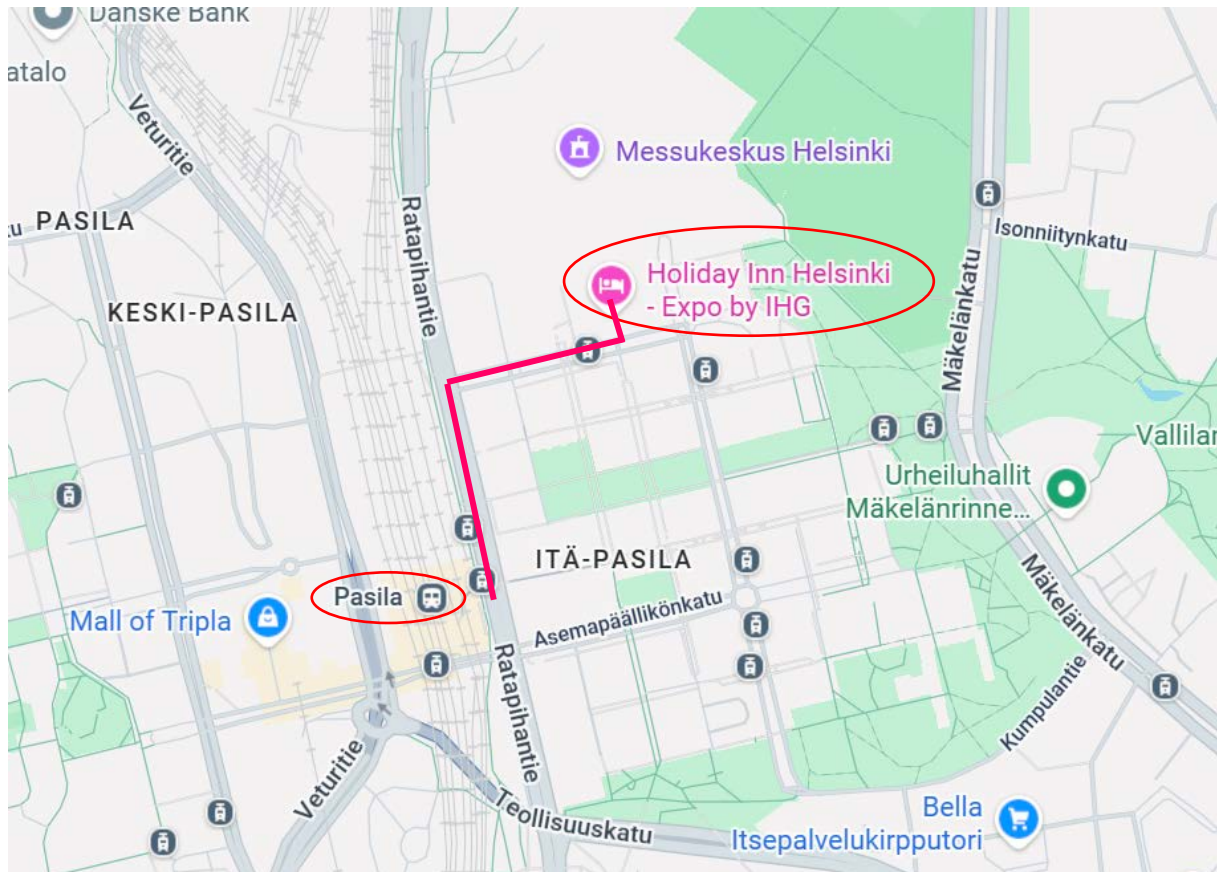 Danske Bank
atalo
Veturitie
PASILA
u
KESKI-PASILA
Ratapihantie
Messukeskus Helsinki
Holiday Inn Helsinki
- Expo by IHG
Isonniitynkatu
Mäkelänkatu
Vallilan
Urheiluhallit
Mäkelänrinne...
ITÄ-PASILA
Pasila
Mall of Tripla
Asemapäällikönkatu
Mäkelänkatu
Ratapihantie
Kumpulantie
Veturitie
Teollisuuskatu
Bella
Itsepalvelukirpputori